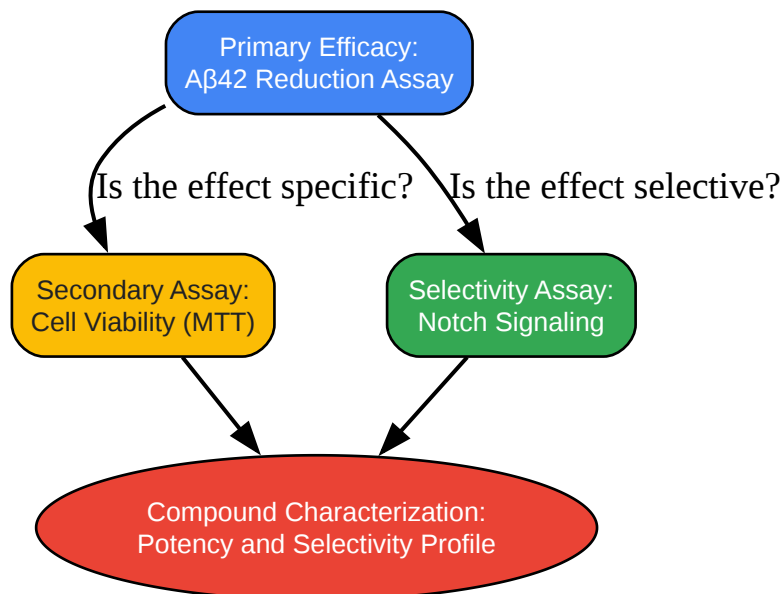 Primary Efficacy:
Aβ42 Reduction Assay
Is the effect specific?
Is the effect selective?
Secondary Assay:
Cell Viability (MTT)
Selectivity Assay:
Notch Signaling
Compound Characterization:
Potency and Selectivity Profile